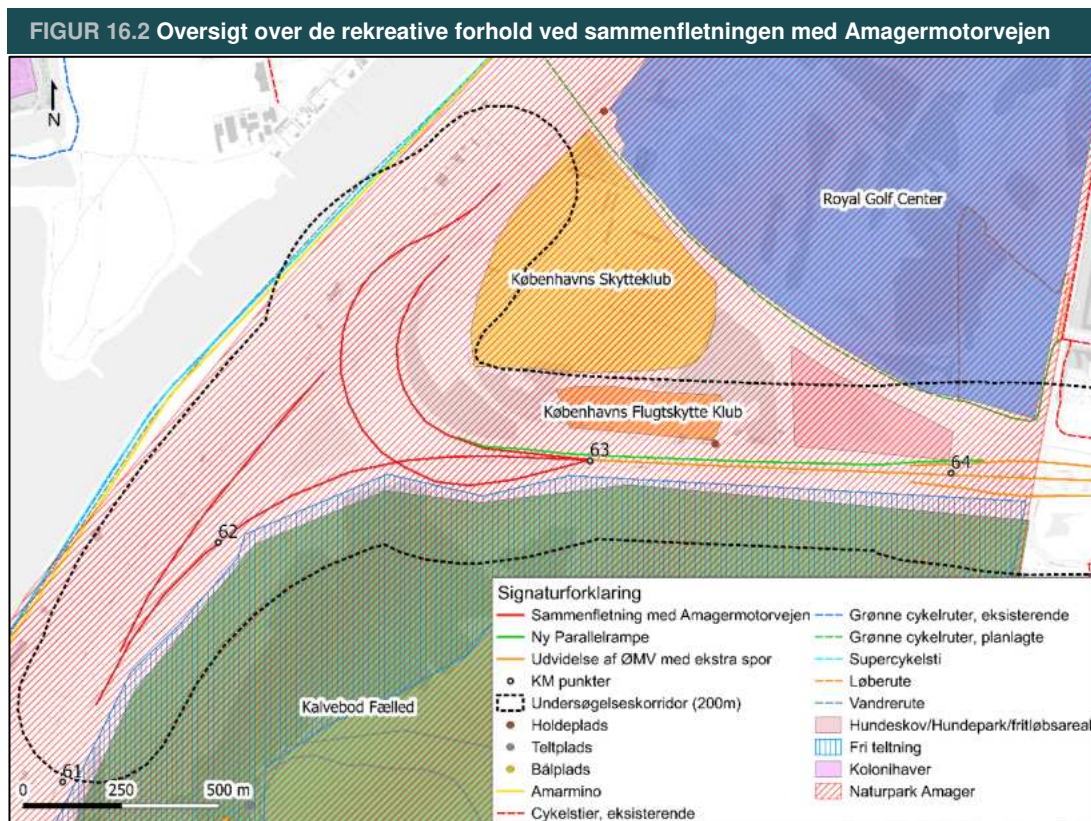 FIGUR 16.2 Oversigt over de rekreative forhold ved sammenfletningen med Amagermotorvejen
N
Royal Golf Center
Københavns Skytteklub
Københavns Flugtskytte Klub
63
64
62
Kalvebod Fælled
61
0 250 500 m
Signaturforklaring
Sammenfletning med Amagermotorvejen
Ny Parallelrampe
Udvidelse af ØMV med ekstra spor
KM punkter
Undersøgelseskorridor (200m)
Holdeplads
Teltplads
Bålplads
Amarmino
Cykelstier, eksisterende
Grønne cykelruter, eksisterende
Grønne cykelruter, planlagte
Supercykelsti
Løberute
Vandrerute
Hundeskov/Hundepark/fritløbsareal
Fri teltning
Kolonihaver
Naturpark Amager